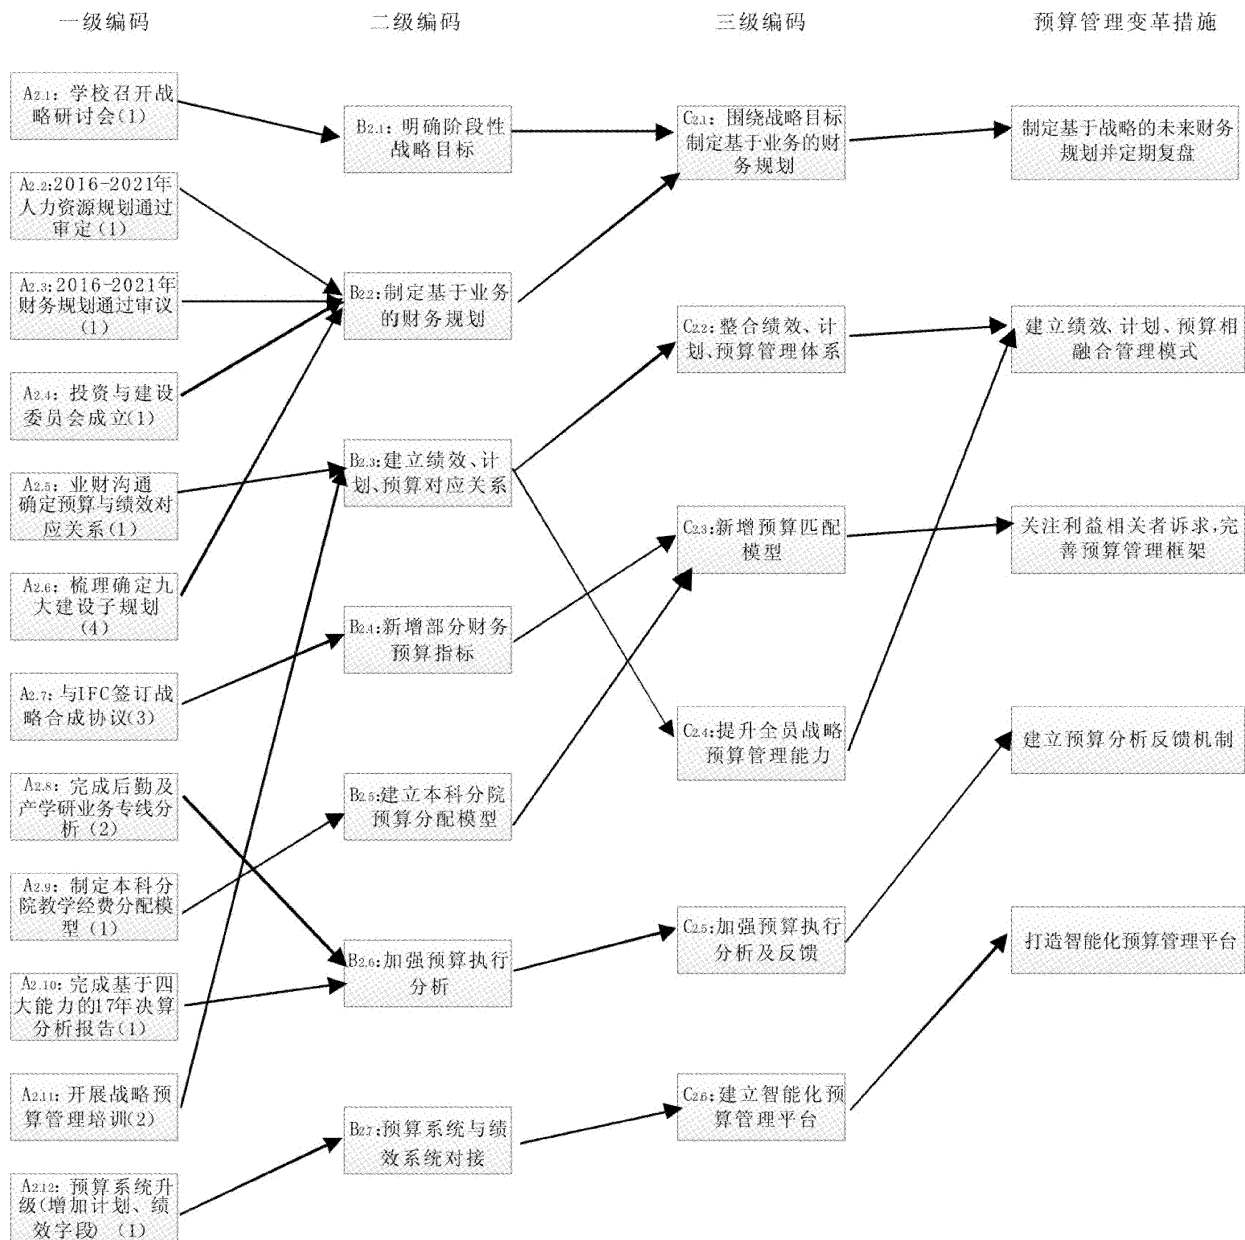 一级编码
二级编码
三级编码
预算管理变革措施
A2.1: 学校召开战
略研讨会(1)
A2.2:2016-2021年
人力资源规划通过
审定(1)
A2.3:2016-2021年
财务规划通过审议
(1)
A2.4: 投资与建设
委员会成立(1)
A2.5: 业财沟通
确定预算与绩效对
应关系(1)
A2.6: 梳理确定九
大建设子规划
(4)
A2.7: 与IFC签订战
略合成协议(3)
A2.8: 完成后勤及
产学研业务专线分
析 (2)
A2.9: 制定本科分
院教学经费分配模
型 (1)
A2.10: 完成基于四
大能力的17年决算
分析报告(1)
A2.11: 开展战略预
算管理培训(2)
A2.12: 预算系统升
级(增加计划、绩
效字段) (1)
B2.1: 明确阶段性
战略目标
B2.2:制定基于业务
的财务规划
B2.3:建立绩效、计
划、预算对应关系
B2.4:新增部分财务
预算指标
B2.5:建立本科分院
预算分配模型
B2.6:加强预算执行
分析
B2.7:预算系统与绩
效系统对接
C2.1: 围绕战略目标
制定基于业务的财
务规划
C2.2: 整合绩效、计
划、预算管理体系
C2.3:新增预算匹配
模型
C2.4:提升全员战略
预算管理能力
C2.5:加强预算执行
分析及反馈
C2.6:建立智能化预
算管理平台
制定基于战略的未来财务
规划并定期复盘
建立绩效、计划、预算相
融合管理模式
关注利益相关者诉求,完
善预算管理框架
建立预算分析反馈机制
打造智能化预算管理平台